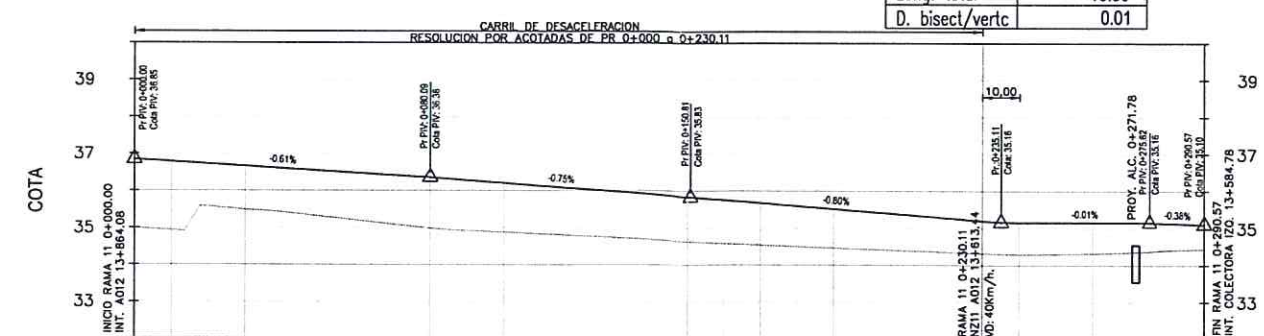 D. bisect/vertc 0.01
CARRIL DE DESACELERACION
RESOLUCION POR ACOTADAS DE PR 0+000 a 0+230.11
COTA
39
37
35
33
Pr PIV: 0+000.00
Cota PIV: 36.85
-0.61%
Pr PIV: 0+080.09
Cota PIV: 36.36
-0.75%
Pr PIV: 0+150.81
Cota PIV: 35.83
-0.80%
10,00
Pr: 0+235.11
Cota: 35.16
-0.01%
PROY. ALC. 0+271.78
Pr PIV: 0+275.62
Cota PIV: 35.16
-0.38%
Pr PIV: 0+290.57
Cota PIV: 35.10
INICIO RAMA 11 0+000.00
INT. A012 13+864.08
RAMA 11 0+230.11
A012 13+613.44
40Km/h.
FIN RAMA 11 0+290.57
INT. COLECTORA IZQ. 13+584.78
39
37
35
33